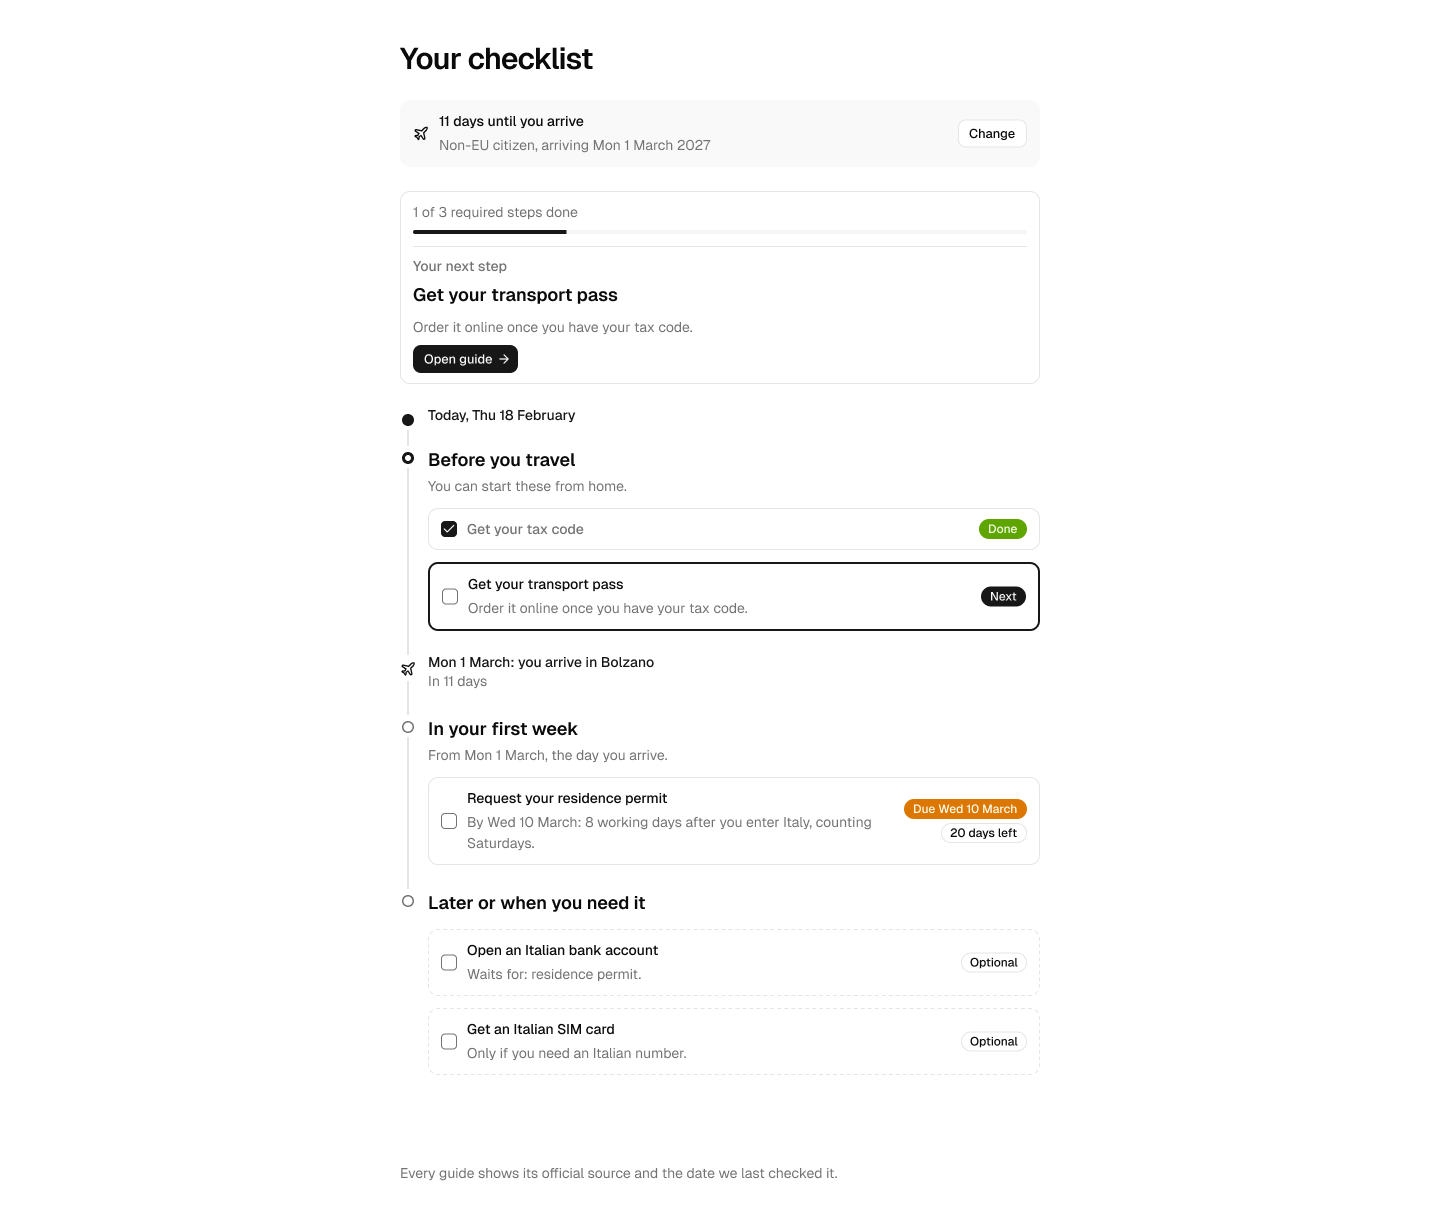 Your checklist
11 days until you arrive
Non-EU citizen, arriving Mon 1 March 2027
Change
1 of 3 required steps done
Your next step
Get your transport pass
Order it online once you have your tax code.
Open guide →
Today, Thu 18 February
Before you travel
You can start these from home.
Get your tax code
Done
Get your transport pass
Order it online once you have your tax code.
Next
Mon 1 March: you arrive in Bolzano
In 11 days
In your first week
From Mon 1 March, the day you arrive.
Request your residence permit
By Wed 10 March: 8 working days after you enter Italy, counting
Saturdays.
Due Wed 10 March
20 days left
Later or when you need it
Open an Italian bank account
Waits for: residence permit.
Optional
Get an Italian SIM card
Only if you need an Italian number.
Optional
Every guide shows its official source and the date we last checked it.